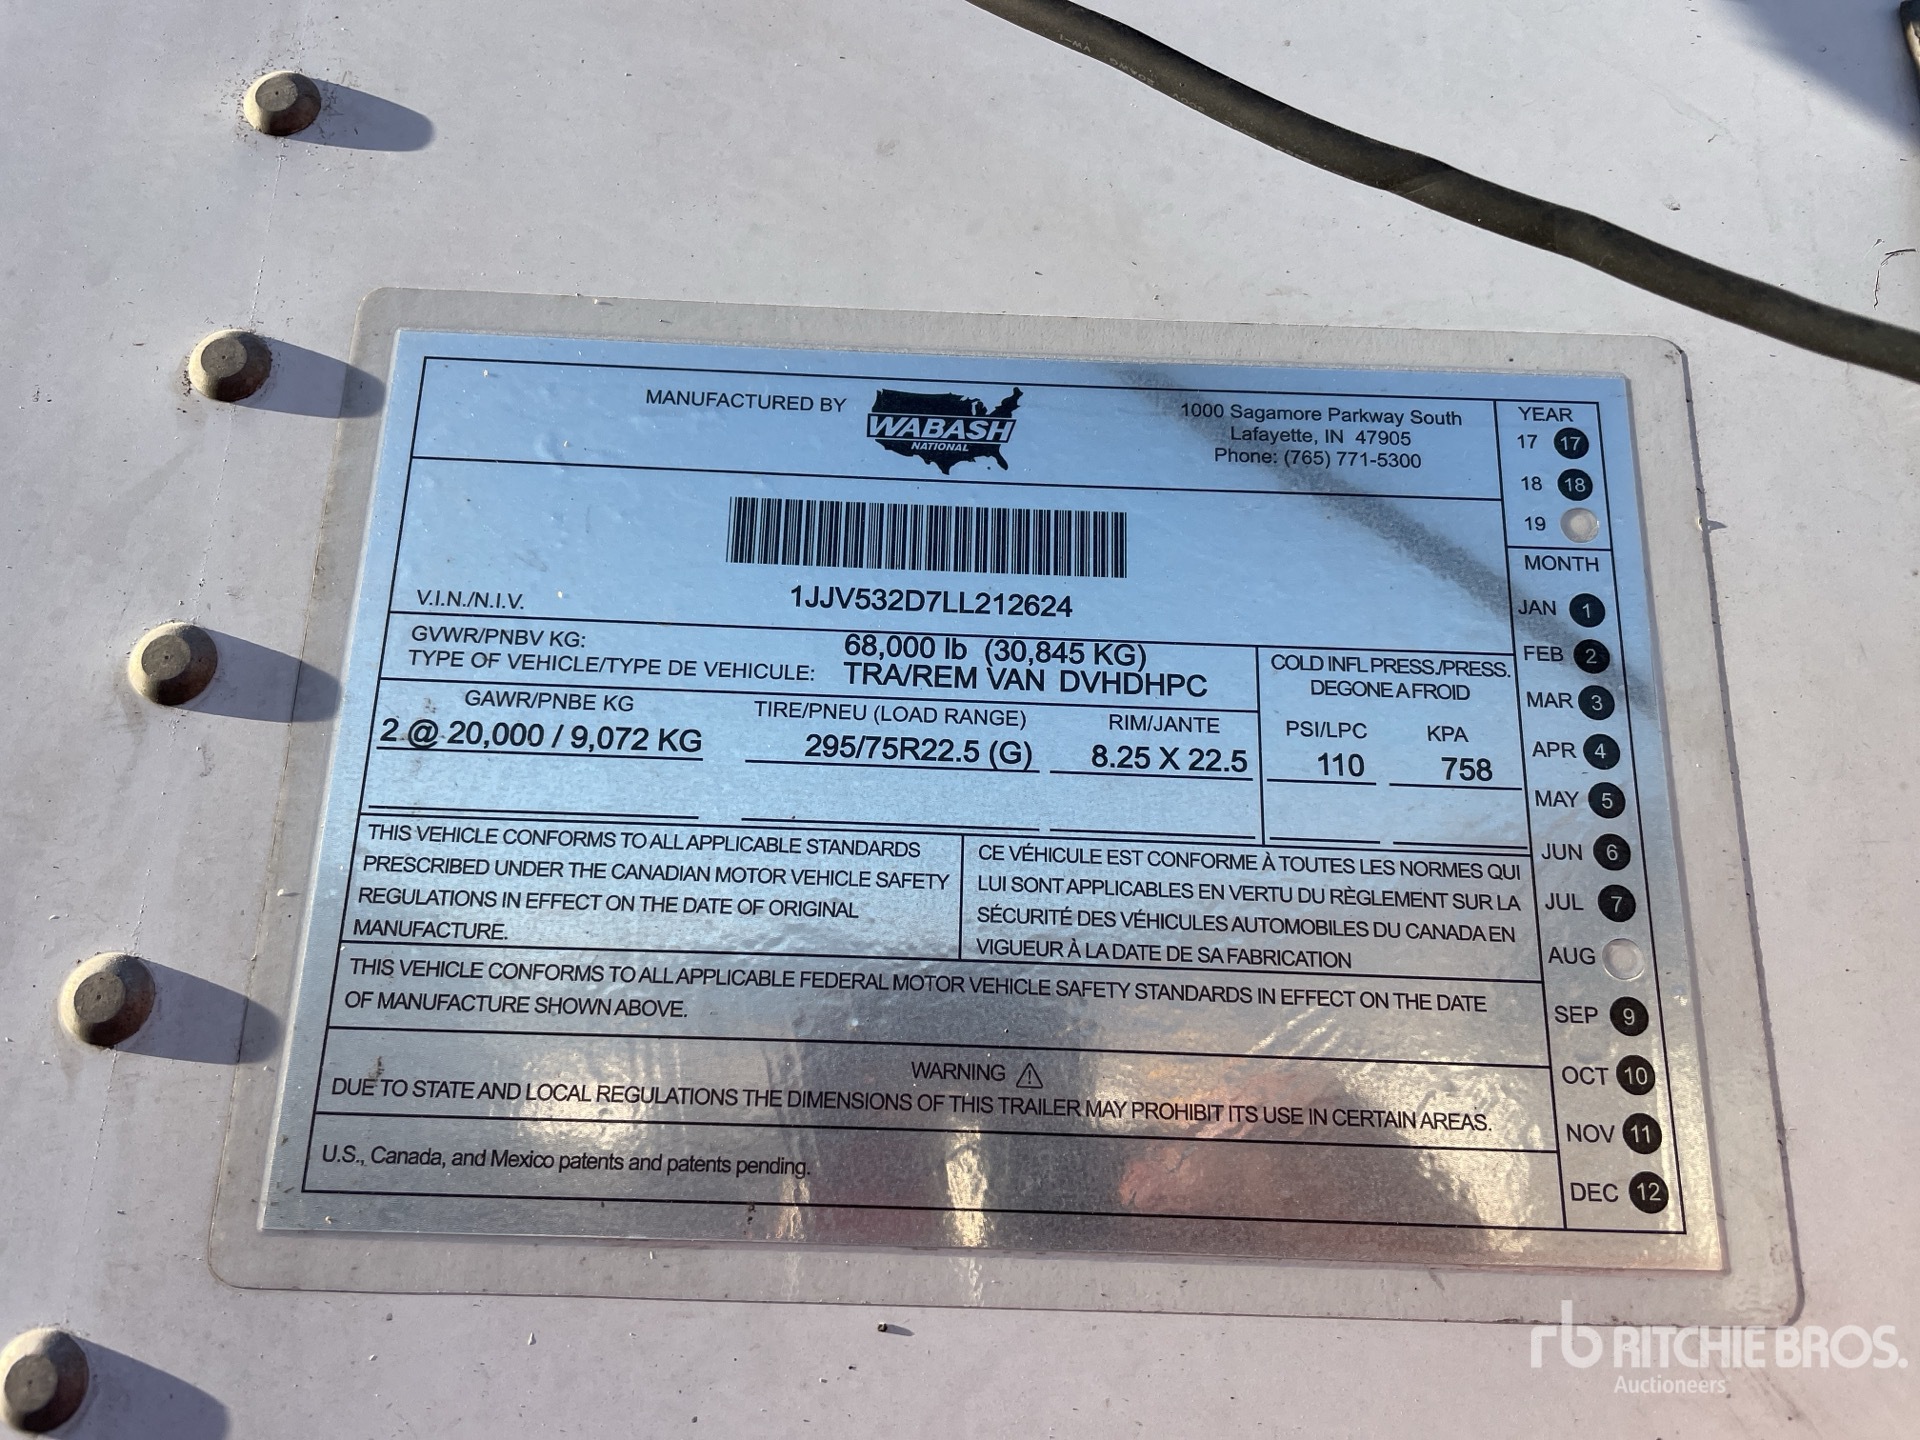 MANUFACTURED BY
WABASH
NATIONAL
1000 Sagamore Parkway South
Lafayette, IN 47905
Phone: (765) 771-5300
V.I.N./N.I.V.
1JJV532D7LL212624
GVWR/PNBV KG: 68,000 lb (30,845 KG)
TYPE OF VEHICLE/TYPE DE VEHICULE: TRA/REM VAN DVHDHPC
GAWR/PNBE KG
2 @ 20,000 / 9,072 KG
TIRE/PNEU (LOAD RANGE)
295/75R22.5 (G)
RIM/JANTE
8.25 X 22.5
COLD INFL PRESS./PRESS.
DEGONE A FROID
PSI/LPC KPA
110 758
THIS VEHICLE CONFORMS TO ALL APPLICABLE STANDARDS
PRESCRIBED UNDER THE CANADIAN MOTOR VEHICLE SAFETY
REGULATIONS IN EFFECT ON THE DATE OF ORIGINAL
MANUFACTURE.
CE VÉHICULE EST CONFORME À TOUTES LES NORMES QUI
LUI SONT APPLICABLES EN VERTU DU RÈGLEMENT SUR LA
SÉCURITÉ DES VÉHICULES AUTOMOBILES DU CANADA EN
VIGUEUR À LA DATE DE SA FABRICATION
THIS VEHICLE CONFORMS TO ALL APPLICABLE FEDERAL MOTOR VEHICLE SAFETY STANDARDS IN EFFECT ON THE DATE
OF MANUFACTURE SHOWN ABOVE.
WARNING
DUE TO STATE AND LOCAL REGULATIONS THE DIMENSIONS OF THIS TRAILER MAY PROHIBIT ITS USE IN CERTAIN AREAS.
U.S., Canada, and Mexico patents and patents pending.
YEAR
17 17
18 18
19
MONTH
JAN 1
FEB 2
MAR 3
APR 4
MAY 5
JUN 6
JUL 7
AUG
SEP 9
OCT 10
NOV 11
DEC 12
rb RITCHIE BROS.
Auctioneers